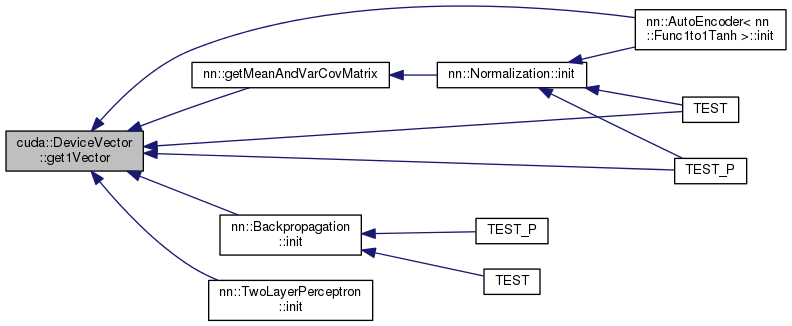 nn::AutoEncoder< nn
::Func1to1Tanh >::init
nn::getMeanAndVarCovMatrix
nn::Normalization::init
TEST
cuda::DeviceVector
::get1Vector
TEST_P
nn::Backpropagation
::init
TEST_P
TEST
nn::TwoLayerPerceptron
::init